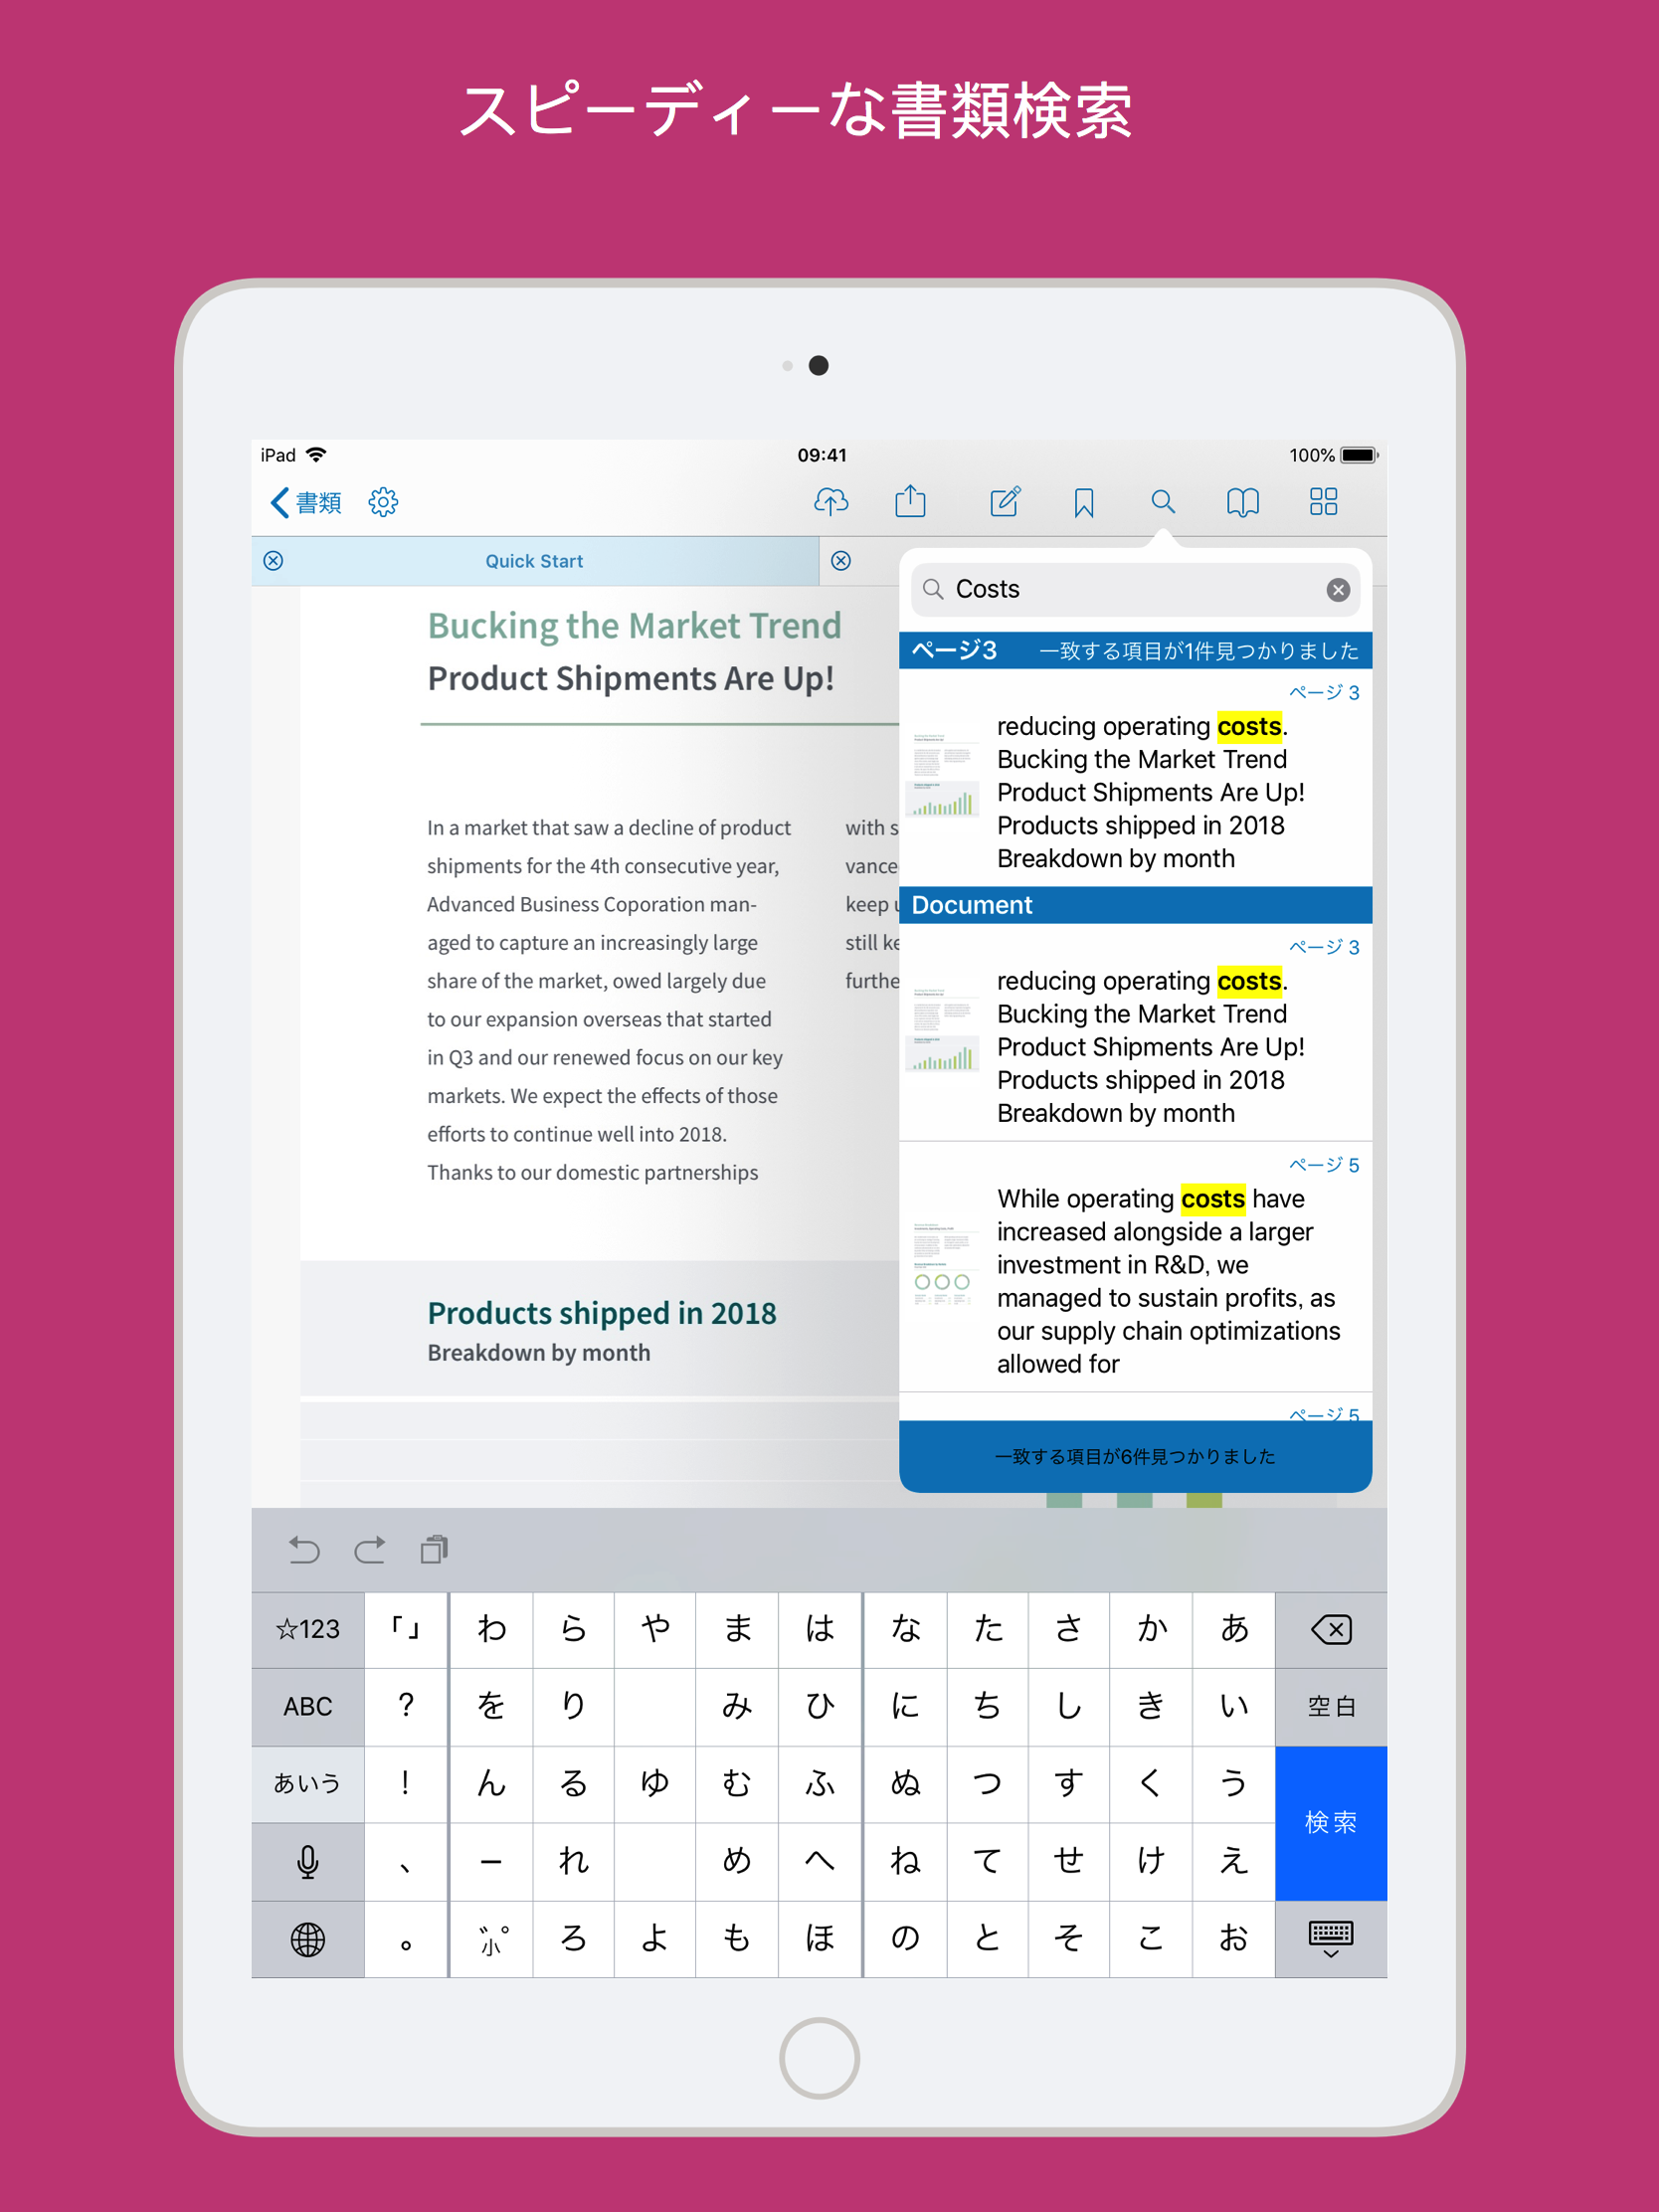 スピーディーな書類検索
iPad
09:41
100%
書類
Quick Start
Bucking the Market Trend
Product Shipments Are Up!
In a market that saw a decline of product
shipments for the 4th consecutive year,
Advanced Business Coporation man-
aged to capture an increasingly large
share of the market, owed largely due
to our expansion overseas that started
in Q3 and our renewed focus on our key
markets. We expect the effects of those
efforts to continue well into 2018.
Thanks to our domestic partnerships
with s
vance
keep u
still ke
furthe
Products shipped in 2018
Breakdown by month
Costs
ページ3 一致する項目が1件見つかりました
ページ 3
reducing operating costs.
Bucking the Market Trend
Product Shipments Are Up!
Products shipped in 2018
Breakdown by month
Document
ページ 3
reducing operating costs.
Bucking the Market Trend
Product Shipments Are Up!
Products shipped in 2018
Breakdown by month
ページ 5
While operating costs have
increased alongside a larger
investment in R&D, we
managed to sustain profits, as
our supply chain optimizations
allowed for
ページ 5
一致する項目が6件見つかりました
☆123 「」 わ ら や ま は な た さ か あ
ABC ? を り み ひ に ち し き い 空白
あいう ! ん る ゆ む ふ ぬ つ す く う 検索
、 ー れ め へ ね て せ け え
。 ゛゜小 ろ よ も ほ の と そ こ お